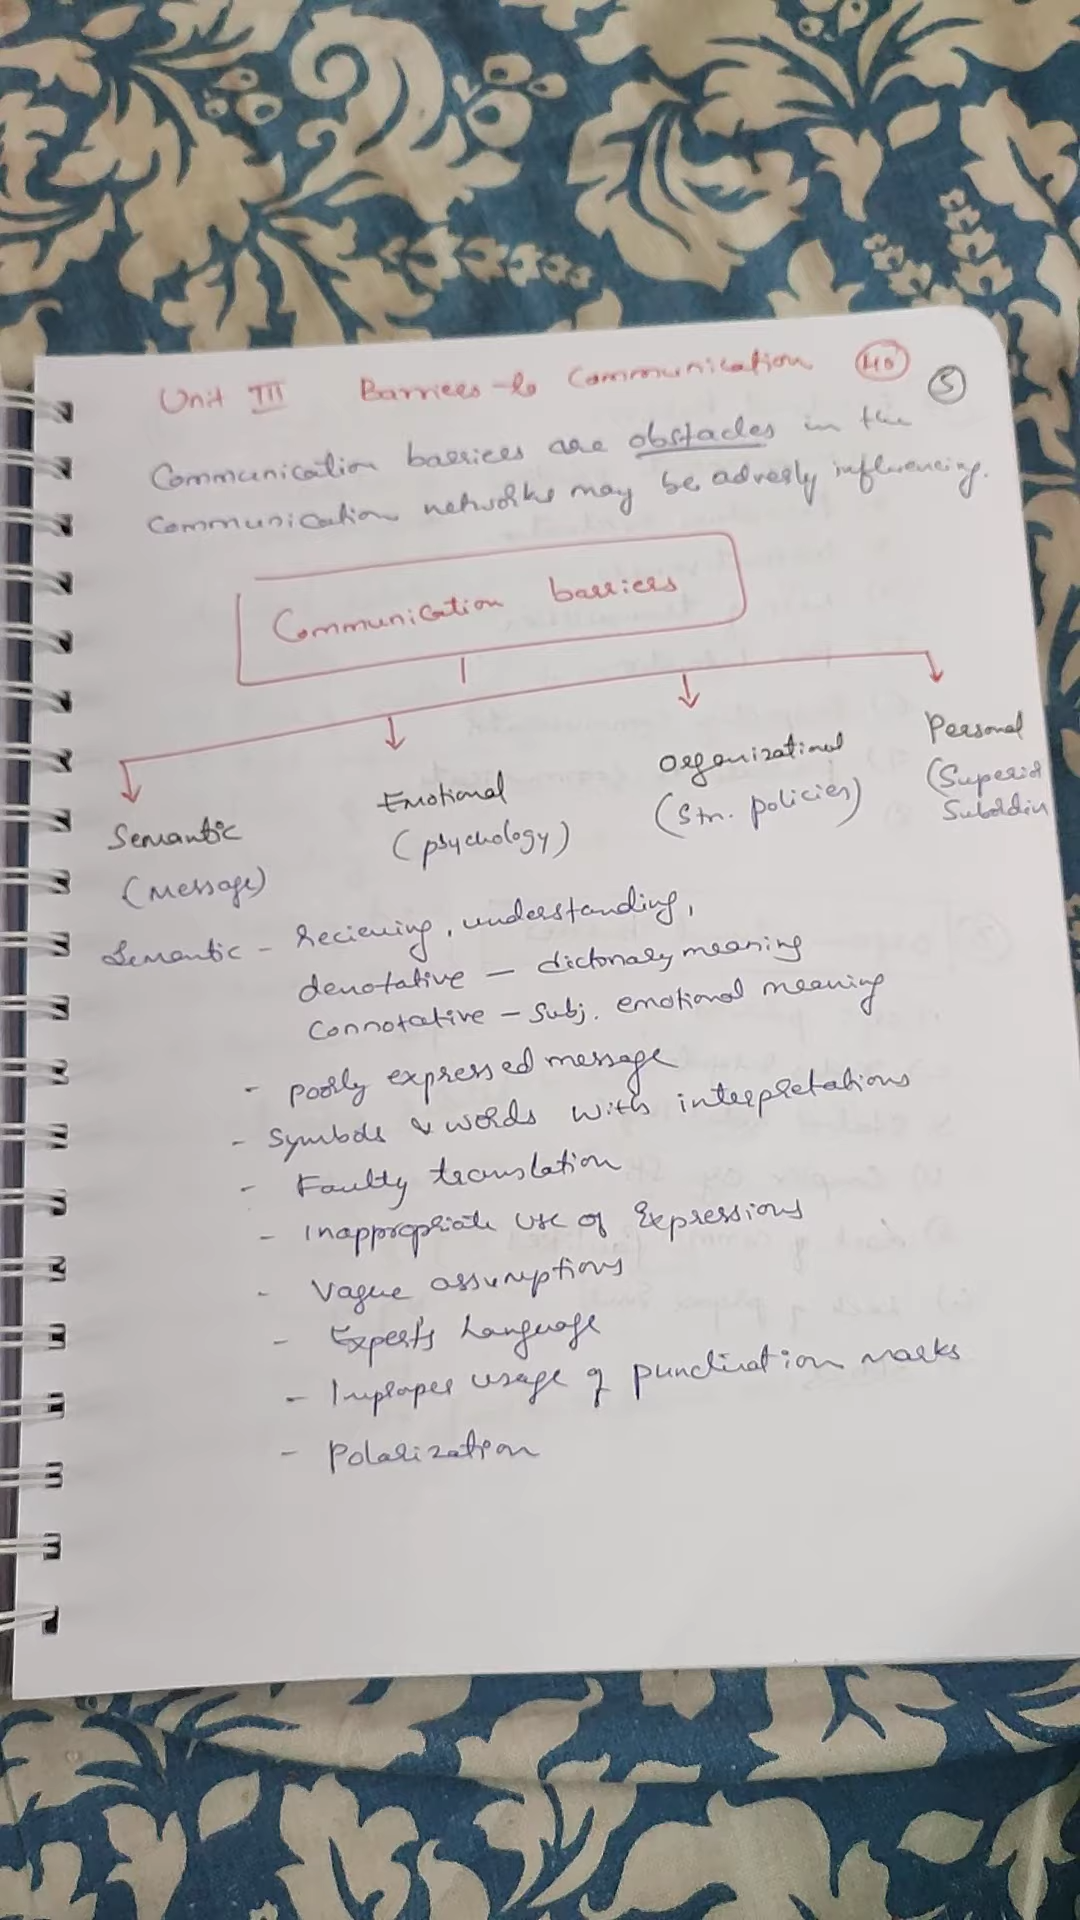 Unit III Barriers to Communication 40
5
Communication barriers are obstacles in the
communication networks may be adversly influencing.
Communication barriers
Semantic Emotional Organizational Personal
(Message) (psychology) (Str. policies) (Superior
Subordin
Semantic - recieving, understanding,
denotative - dictonary meaning
Connotative - Subj. emotional meaning
- poorly expressed message
- Symbols & words with interpretations
- Faulty translation
- Inappropriate use of Expressions
- Vague assumptions
- Experts Language
- Improper usage of punctination marks
- Polarization